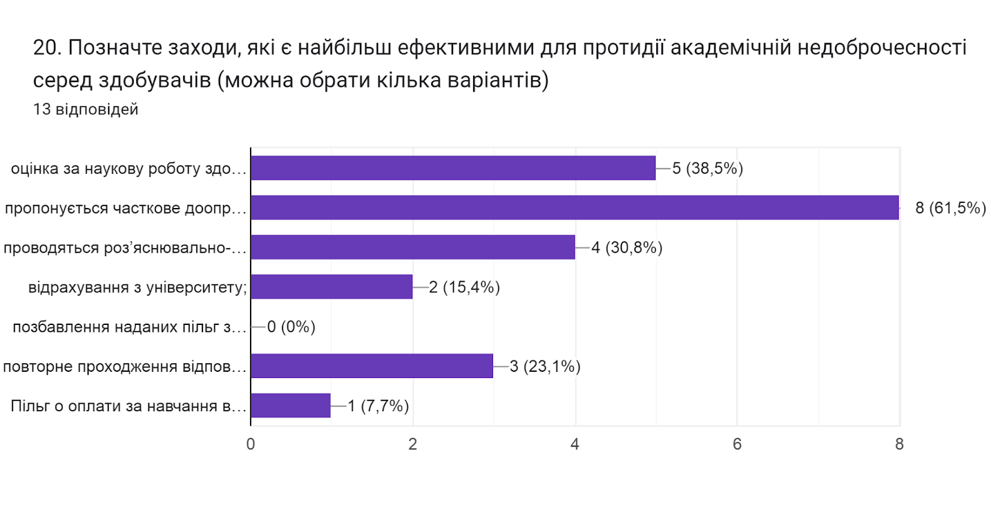 20. Позначте заходи, які є найбільш ефективними для протидії академічній недоброчесності
серед здобувачів (можна обрати кілька варіантів)
13 відповідей
оцінка за наукову роботу здо… 5 (38,5%)
пропонується часткове доопр… 8 (61,5%)
проводяться роз’яснювально-… 4 (30,8%)
відрахування з університету; 2 (15,4%)
позбавлення наданих пільг з… 0 (0%)
повторне проходження відпов… 3 (23,1%)
Пільг о оплати за навчання в… 1 (7,7%)
0 2 4 6 8